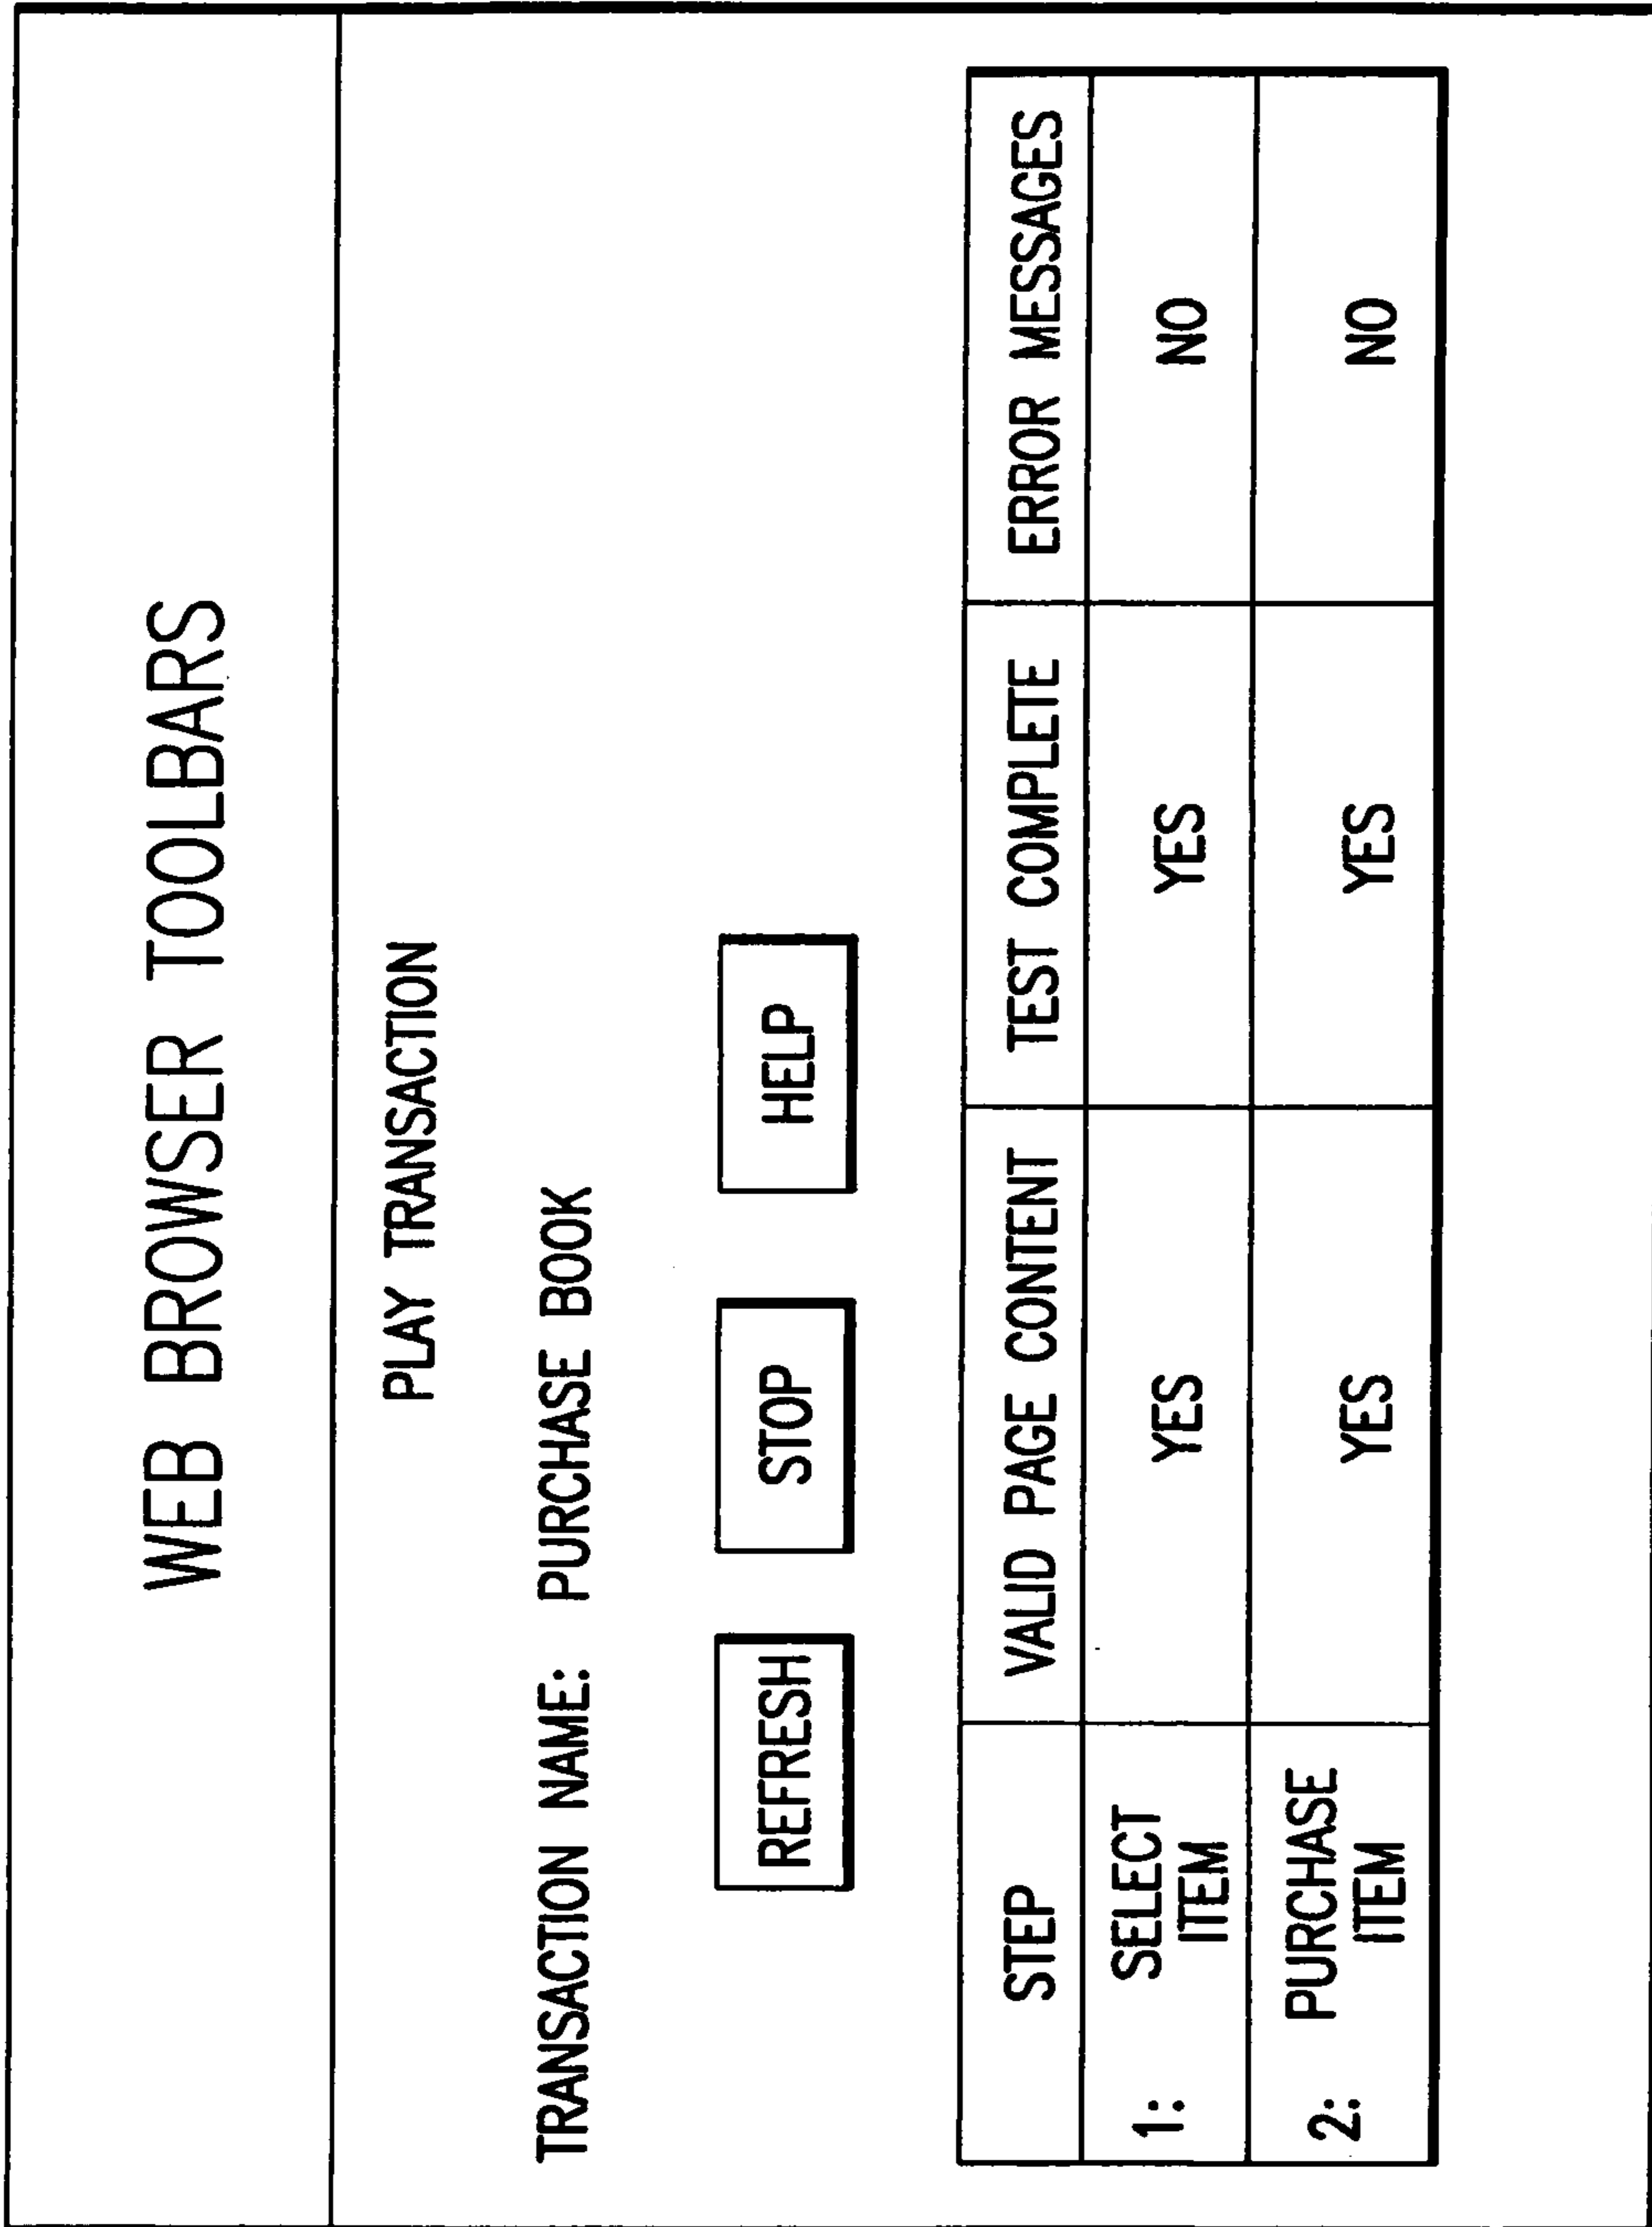 WEB BROWSER TOOLBARS
PLAY TRANSACTION
TRANSACTION NAME: PURCHASE BOOK
REFRESH STOP HELP
STEP VALID PAGE CONTENT TEST COMPLETE ERROR MESSAGES
1: SELECT ITEM YES YES NO
2: PURCHASE ITEM YES YES NO